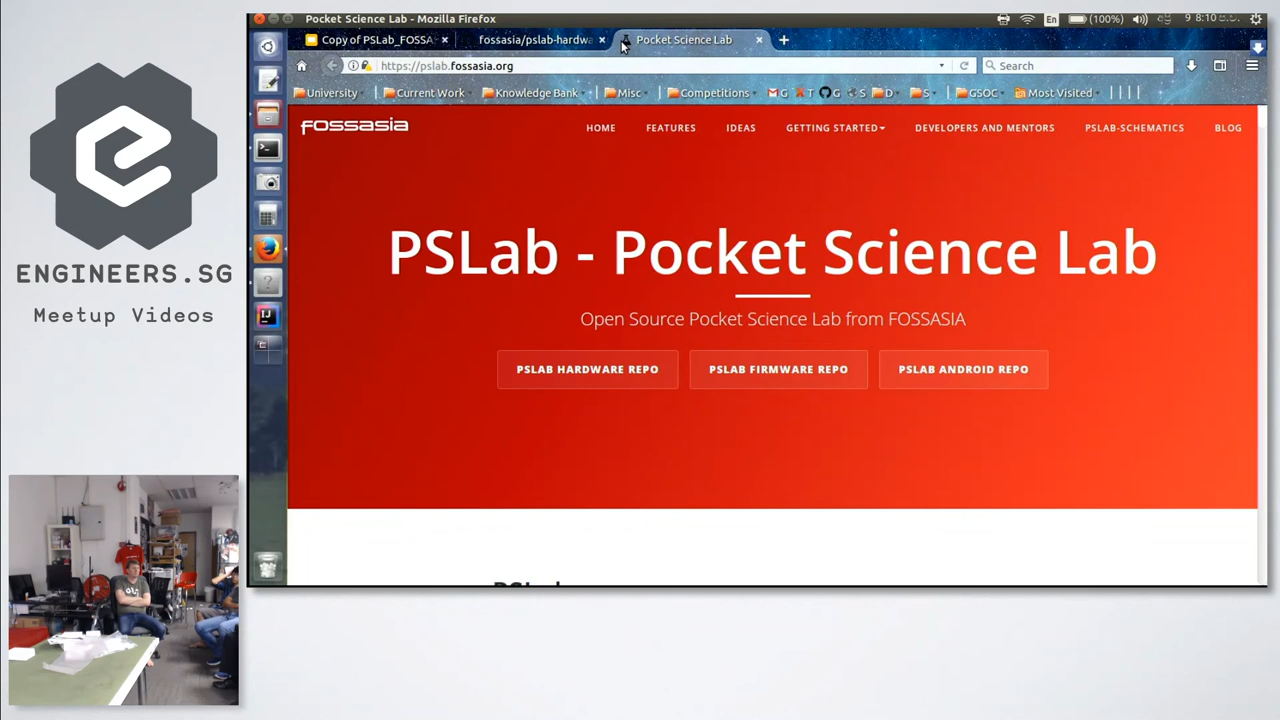 Pocket Science Lab - Mozilla Firefox
En
(100%)
Copy of PSLab_FOSSA
fossasia/pslab-hardwa
Pocket Science Lab
https://pslab.fossasia.org
Search
University
Current Work
Knowledge Bank
Misc
Competitions
G
T
G
S
D
S
GSOC
Most Visited
fossasia
HOME
FEATURES
IDEAS
GETTING STARTED
DEVELOPERS AND MENTORS
PSLAB-SCHEMATICS
BLOG
PSLab - Pocket Science Lab
Open Source Pocket Science Lab from FOSSASIA
PSLAB HARDWARE REPO
PSLAB FIRMWARE REPO
PSLAB ANDROID REPO
ENGINEERS.SG
Meetup Videos